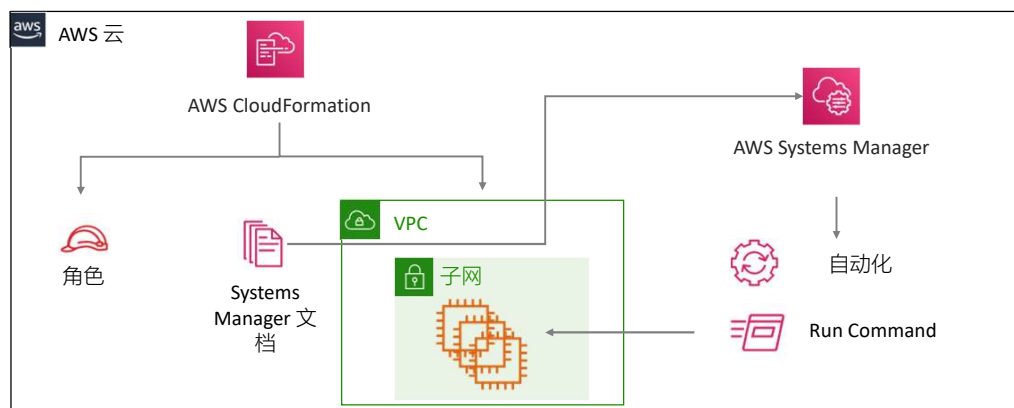 aws
AWS 云
AWS CloudFormation
AWS Systems Manager
VPC
角色
Systems
Manager 文
档
子网
自动化
Run Command